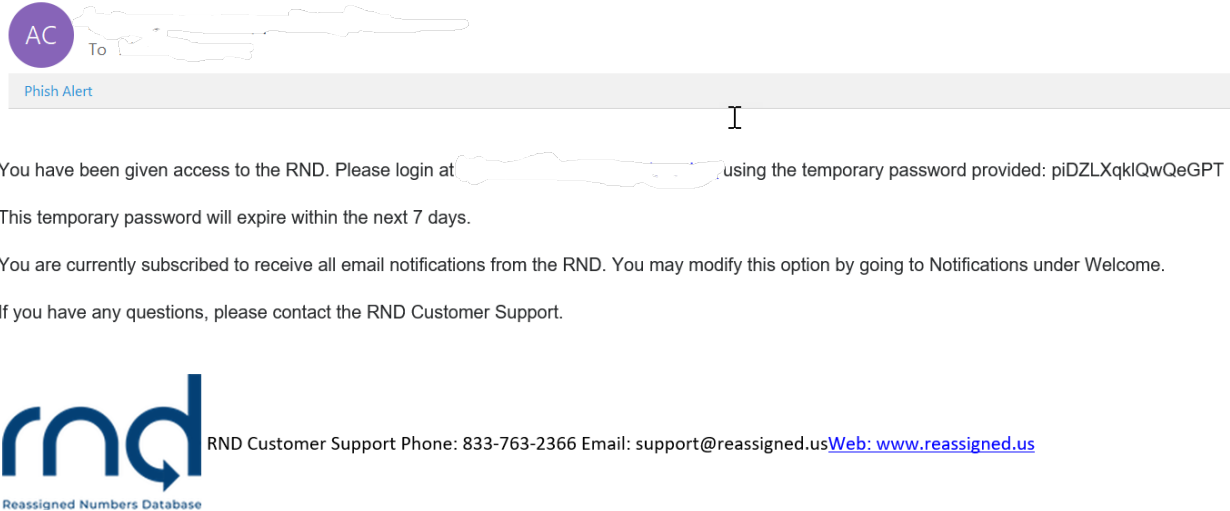 AC
To
Phish Alert
You have been given access to the RND. Please login at using the temporary password provided: piDZLXqklQwQeGPT
This temporary password will expire within the next 7 days.
You are currently subscribed to receive all email notifications from the RND. You may modify this option by going to Notifications under Welcome.
If you have any questions, please contact the RND Customer Support.
rnd
RND Customer Support Phone: 833-763-2366 Email: support@reassigned.usWeb: www.reassigned.us
Reassigned Numbers Database